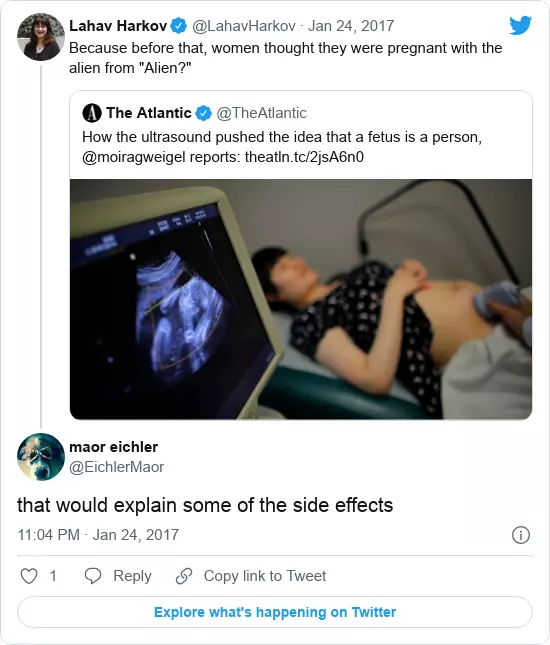 Lahav Harkov @LahavHarkov · Jan 24, 2017
Because before that, women thought they were pregnant with the
alien from "Alien?"
A The Atlantic @TheAtlantic
How the ultrasound pushed the idea that a fetus is a person,
@moiragweigel reports: theatln.tc/2jsA6n0
maor eichler
@EichlerMaor
that would explain some of the side effects
11:04 PM · Jan 24, 2017
1 Reply Copy link to Tweet
Explore what's happening on Twitter